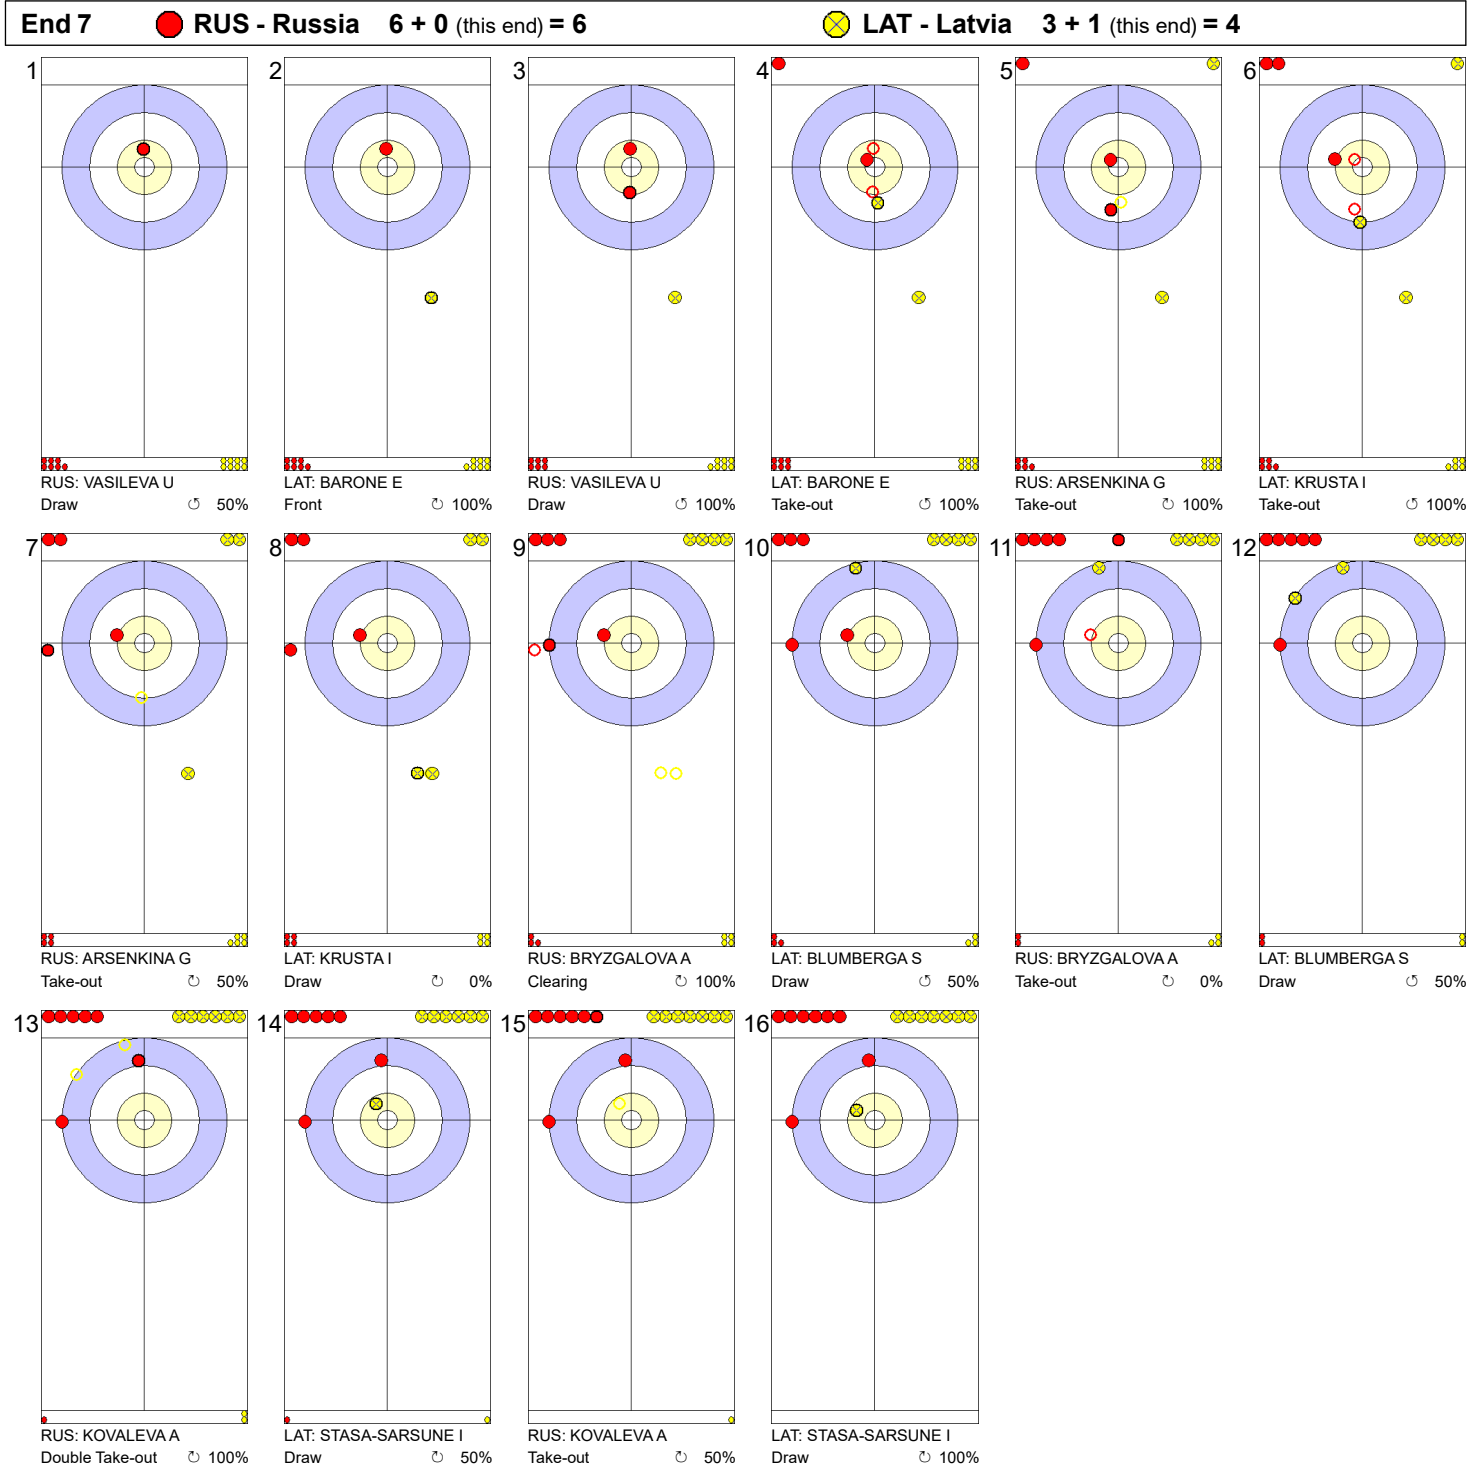 End 7 RUS - Russia 6 + 0 (this end) = 6 LAT - Latvia 3 + 1 (this end) = 4
1 2 3 4 5 6
RUS: VASILEVA U LAT: BARONE E RUS: VASILEVA U LAT: BARONE E RUS: ARSENKINA G LAT: KRUSTA I
Draw ↺ 50% Front ↻ 100% Draw ↺ 100% Take-out ↻ 100% Take-out ↺ 100% Take-out ↻ 100%
7 8 9 10 11 12
RUS: ARSENKINA G LAT: KRUSTA I RUS: BRYZGALOVA A LAT: BLUMBERGA S RUS: BRYZGALOVA A LAT: BLUMBERGA S
Take-out ↻ 50% Draw ↻ 0% Clearing ↻ 100% Draw ↻ 50% Take-out ↻ 0% Draw ↻ 50%
13 14 15 16
RUS: KOVALEVA A LAT: STASA-SARSUNE I RUS: KOVALEVA A LAT: STASA-SARSUNE I
Double Take-out ↻ 100% Draw ↻ 50% Take-out ↻ 50% Draw ↻ 100%